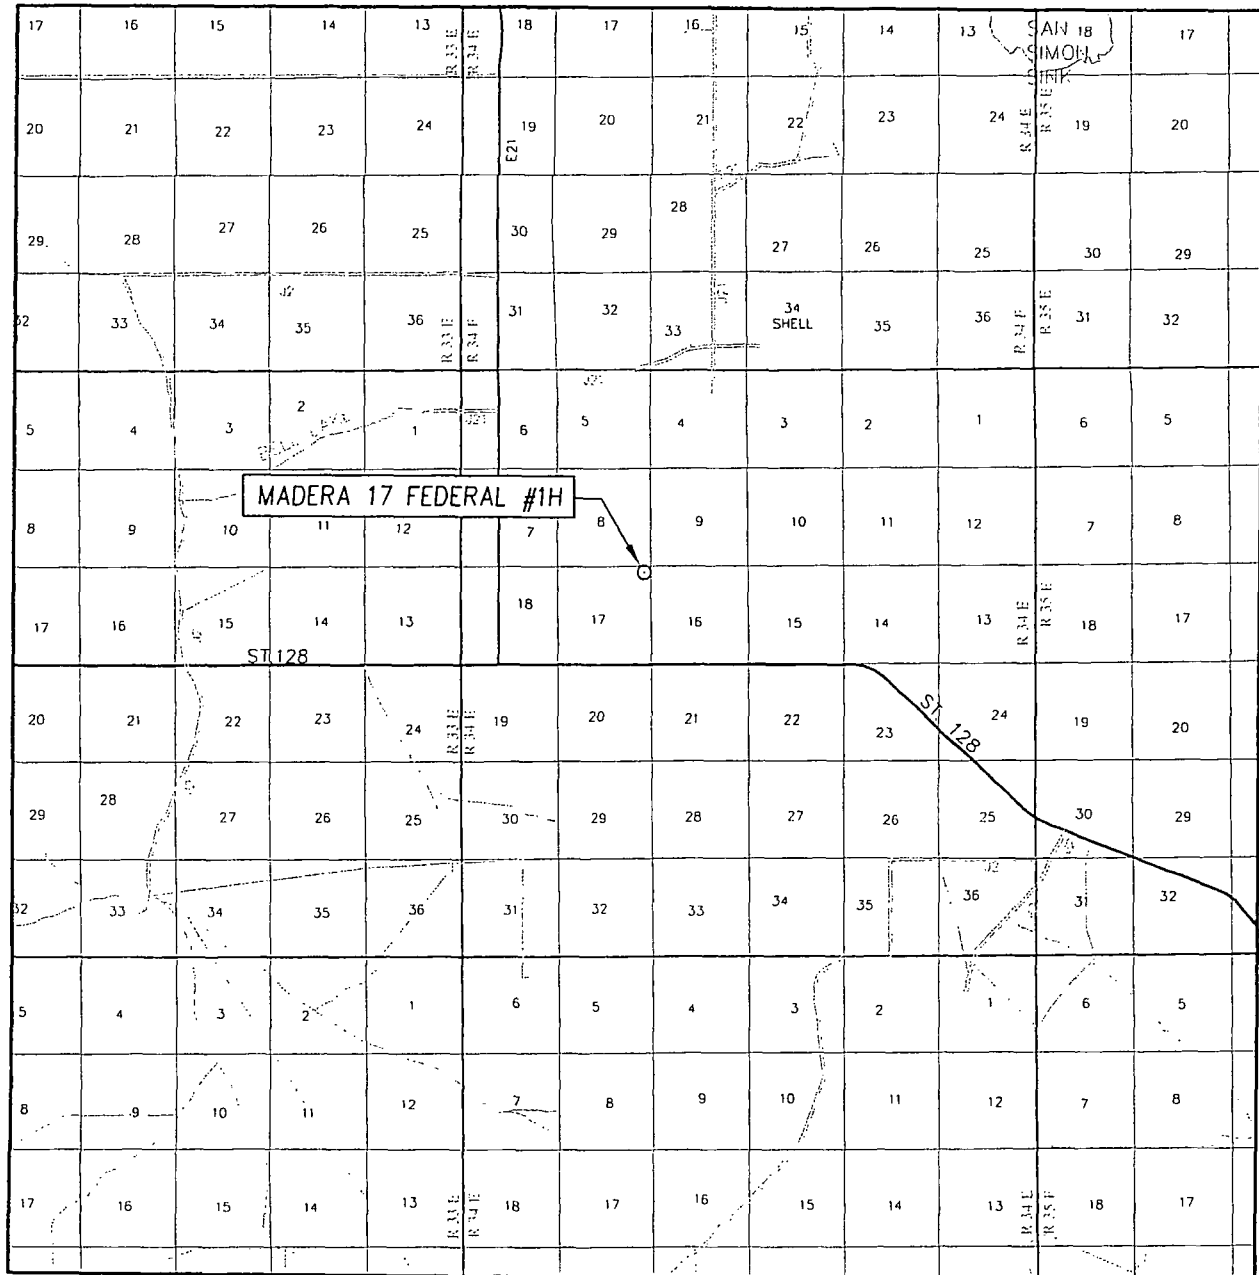 17 16 15 14 13 18 17 16 15 14 13 18 17
R 33 E
R 34 E
SAN
SIMON
SINK
20 21 22 23 24 19 20 21 22 23 24 19 20
E21
R 34 E
R 35 E
29 28 27 26 25 30 29 28 27 26 25 30 29
J21
32 33 34 35 36 31 32 33 34 35 36 31 32
SHELL
R 33 E
R 34 E
R 34 E
R 35 E
5 4 3 2 1 6 5 4 3 2 1 6 5
BELL LAKE
J21
MADERA 17 FEDERAL #1H
8 9 10 11 12 7 8 9 10 11 12 7 8
17 16 15 14 13 18 17 16 15 14 13 18 17
R 34 E
R 35 E
ST 128
20 21 22 23 24 19 20 21 22 23 24 19 20
R 33 E
R 34 E
ST. 128
29 28 27 26 25 30 29 28 27 26 25 30 29
32 33 34 35 36 31 32 33 34 35 36 31 32
5 4 3 2 1 6 5 4 3 2 1 6 5
8 9 10 11 12 7 8 9 10 11 12 7 8
17 16 15 14 13 18 17 16 15 14 13 18 17
R 33 E
R 34 E
R 34 E
R 35 E